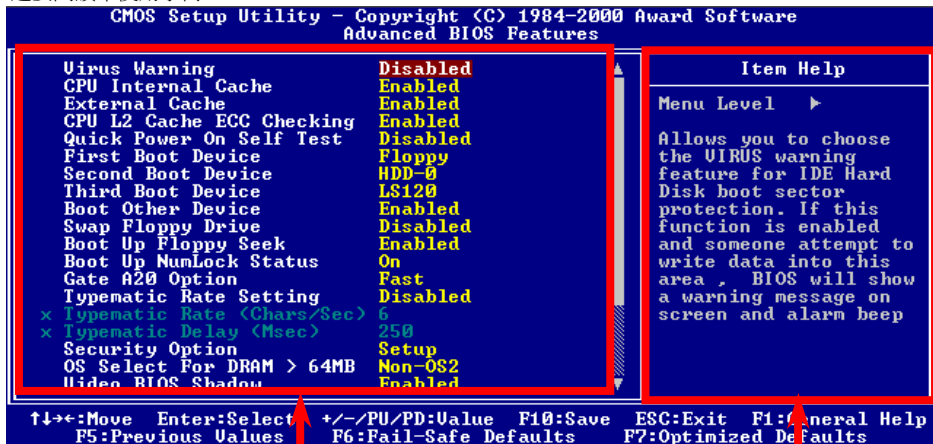 CMOS Setup Utility – Copyright (C) 1984–2000 Award Software
Advanced BIOS Features
Virus Warning Disabled
CPU Internal Cache Enabled
External Cache Enabled
CPU L2 Cache ECC Checking Enabled
Quick Power On Self Test Disabled
First Boot Device Floppy
Second Boot Device HDD-0
Third Boot Device LS120
Boot Other Device Enabled
Swap Floppy Drive Disabled
Boot Up Floppy Seek Enabled
Boot Up NumLock Status On
Gate A20 Option Fast
Typematic Rate Setting Disabled
x Typematic Rate (Chars/Sec) 6
x Typematic Delay (Msec) 250
Security Option Setup
OS Select For DRAM > 64MB Non-OS2
Video BIOS Shadow Enabled
Item Help
Menu Level ►
Allows you to choose
the VIRUS warning
feature for IDE Hard
Disk boot sector
protection. If this
function is enabled
and someone attempt to
write data into this
area , BIOS will show
a warning message on
screen and alarm beep
↑↓→←:Move Enter:Select +/-/PU/PD:Value F10:Save ESC:Exit F1:General Help
F5:Previous Values F6:Fail-Safe Defaults F7:Optimized Defaults